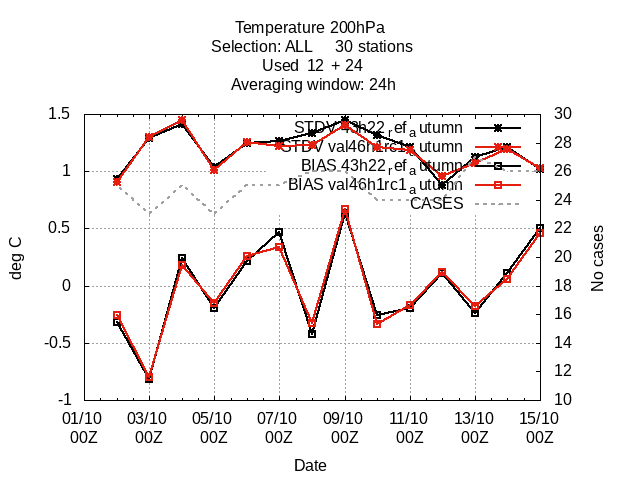 Temperature 200hPa
Selection: ALL 30 stations
Used 12 + 24
Averaging window: 24h
STDV 43h22_ref_autumn
STDV val46h1rc1_autumn
BIAS 43h22_ref_autumn
BIAS val46h1rc1_autumn
CASES
1.5
1
0.5
0
-0.5
-1
deg C
30
28
26
24
22
20
18
16
14
12
10
No cases
01/10 03/10 05/10 07/10 09/10 11/10 13/10 15/10
00Z 00Z 00Z 00Z 00Z 00Z 00Z 00Z
Date